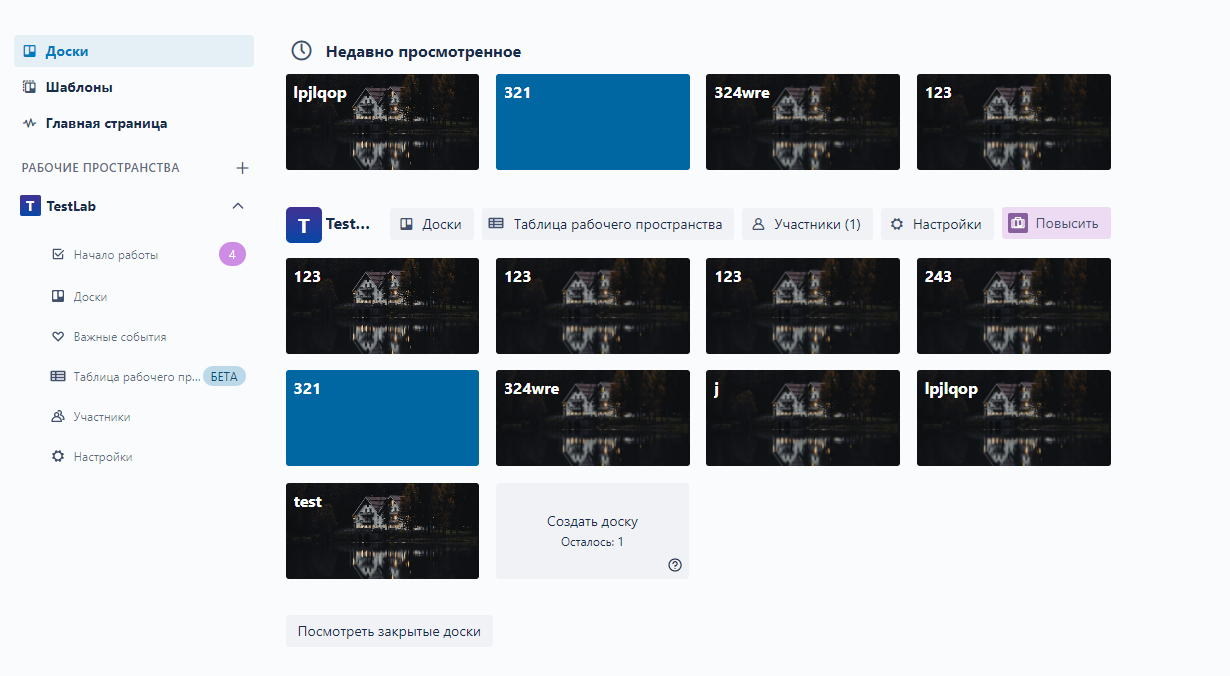 Доски
Шаблоны
Главная страница
РАБОЧИЕ ПРОСТРАНСТВА
T TestLab
Начало работы 4
Доски
Важные события
Таблица рабочего пр... БЕТА
Участники
Настройки
Недавно просмотренное
lpjlqop
321
324wre
123
T Test...
Доски
Таблица рабочего пространства
Участники (1)
Настройки
Повысить
123
123
123
243
321
324wre
j
lpjlqop
test
Создать доску
Осталось: 1
Посмотреть закрытые доски